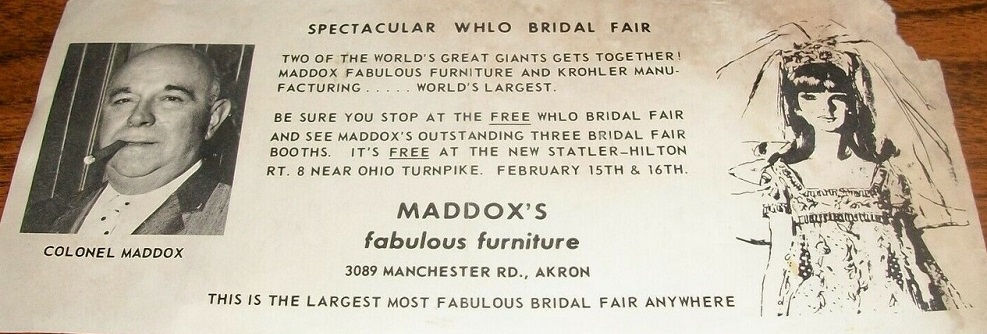 SPECTACULAR WHLO BRIDAL FAIR
TWO OF THE WORLD'S GREAT GIANTS GETS TOGETHER!
MADDOX FABULOUS FURNITURE AND KROHLER MANU-
FACTURING ..... WORLD'S LARGEST.
BE SURE YOU STOP AT THE FREE WHLO BRIDAL FAIR
AND SEE MADDOX'S OUTSTANDING THREE BRIDAL FAIR
BOOTHS. IT'S FREE AT THE NEW STATLER-HILTON
RT. 8 NEAR OHIO TURNPIKE. FEBRUARY 15TH & 16TH.
COLONEL MADDOX
MADDOX'S
fabulous furniture
3089 MANCHESTER RD., AKRON
THIS IS THE LARGEST MOST FABULOUS BRIDAL FAIR ANYWHERE